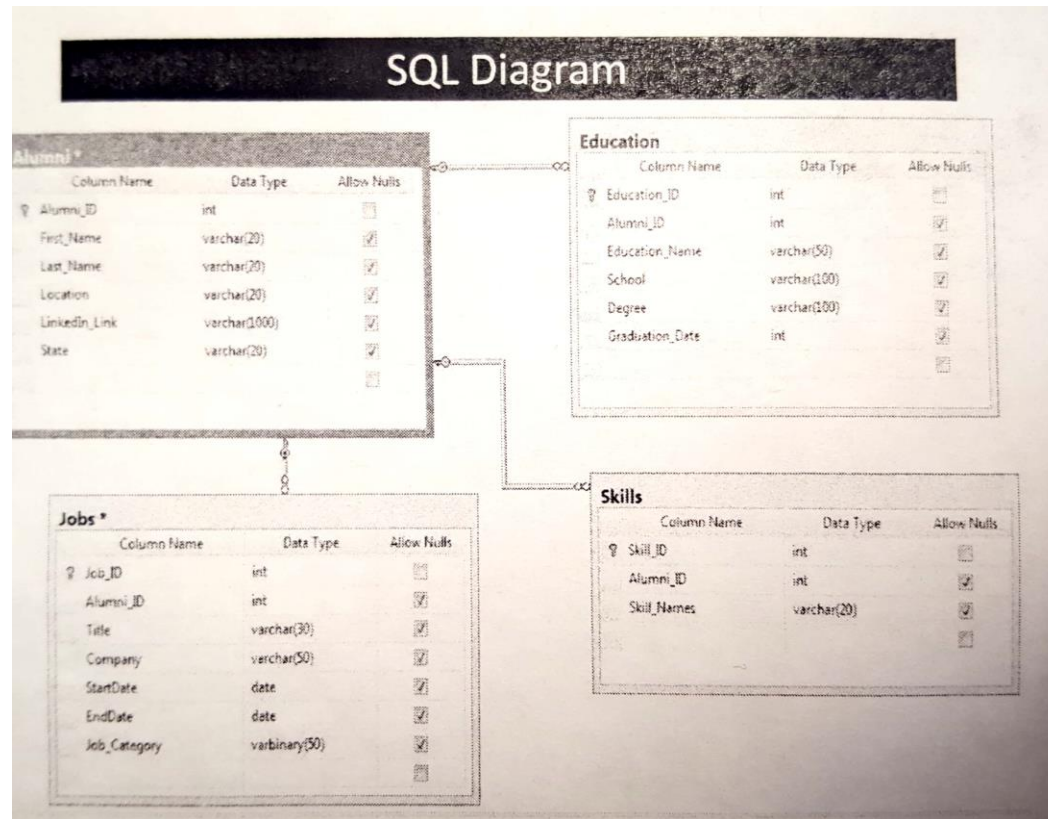 SQL Diagram
Alumni *
Column Name Data Type Allow Nulls
Alumni_ID int
First_Name varchar(20)
Last_Name varchar(20)
Location varchar(20)
LinkedIn_Link varchar(1000)
State varchar(20)
Education
Column Name Data Type Allow Nulls
Education_ID int
Alumni_ID int
Education_Name varchar(50)
School varchar(100)
Degree varchar(100)
Graduation_Date int
Jobs *
Column Name Data Type Allow Nulls
Job_ID int
Alumni_ID int
Title varchar(30)
Company varchar(50)
StartDate date
EndDate date
Job_Category varbinary(50)
Skills
Column Name Data Type Allow Nulls
Skill_ID int
Alumni_ID int
Skill_Names varchar(20)